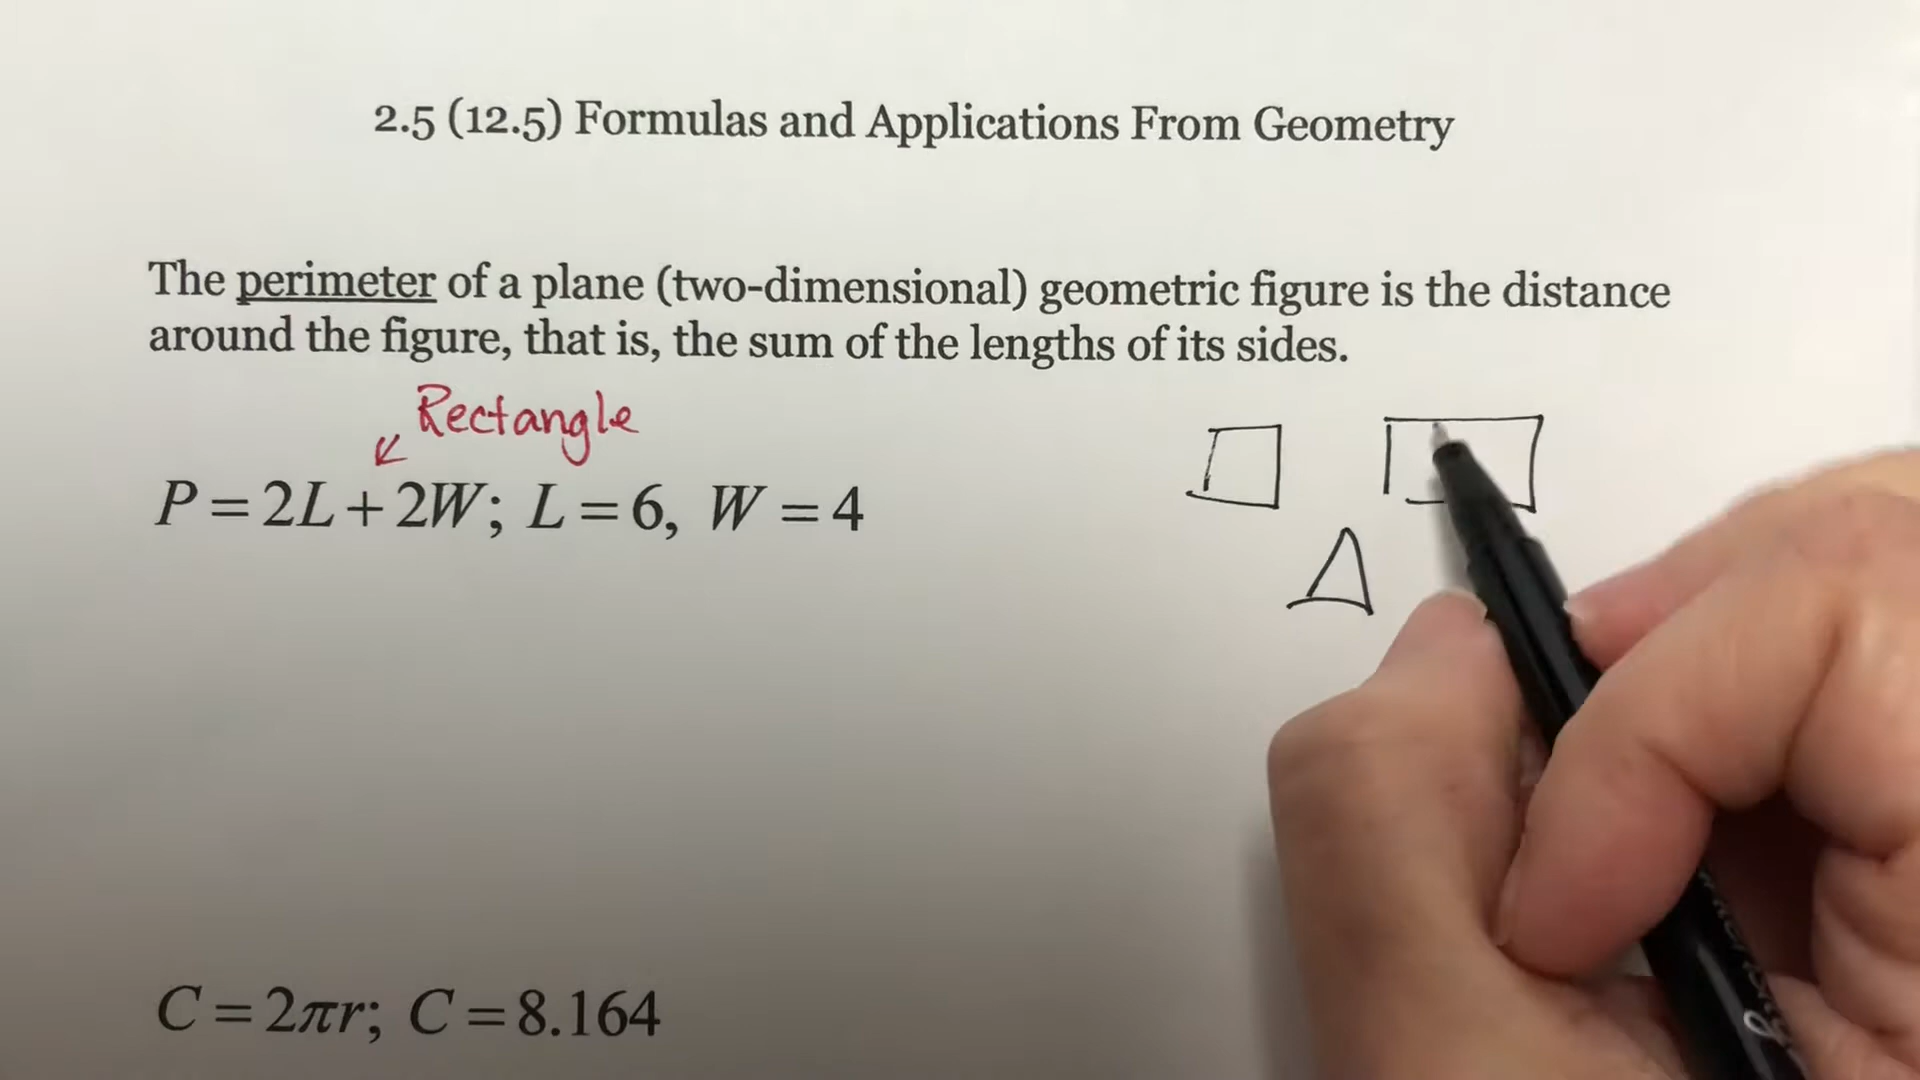 2.5 (12.5) Formulas and Applications From Geometry
The perimeter of a plane (two-dimensional) geometric figure is the distance
around the figure, that is, the sum of the lengths of its sides.
↙ Rectangle
P = 2L + 2W; L = 6, W = 4
C = 2πr; C = 8.164